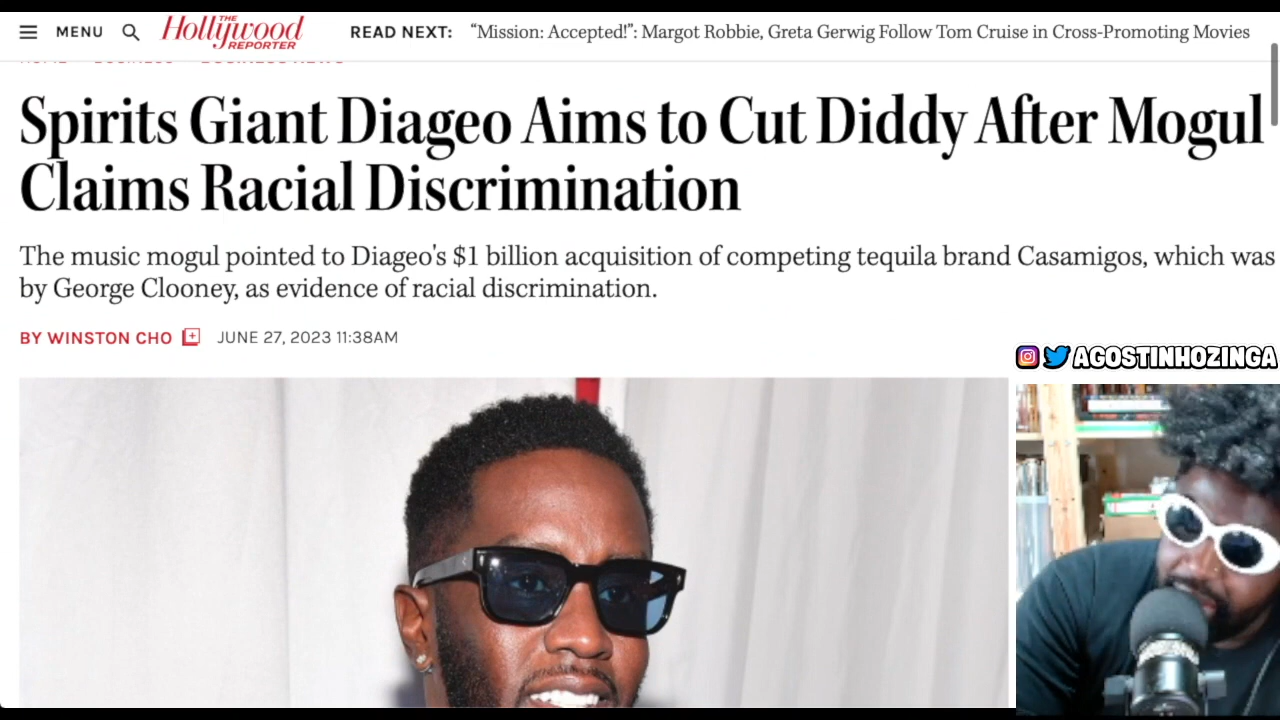 MENU
THE
Hollywood
REPORTER
READ NEXT: “Mission: Accepted!”: Margot Robbie, Greta Gerwig Follow Tom Cruise in Cross-Promoting Movies
Spirits Giant Diageo Aims to Cut Diddy After Mogul
Claims Racial Discrimination
The music mogul pointed to Diageo's $1 billion acquisition of competing tequila brand Casamigos, which was
by George Clooney, as evidence of racial discrimination.
BY WINSTON CHO
JUNE 27, 2023 11:38AM
AGOSTINHOZINGA